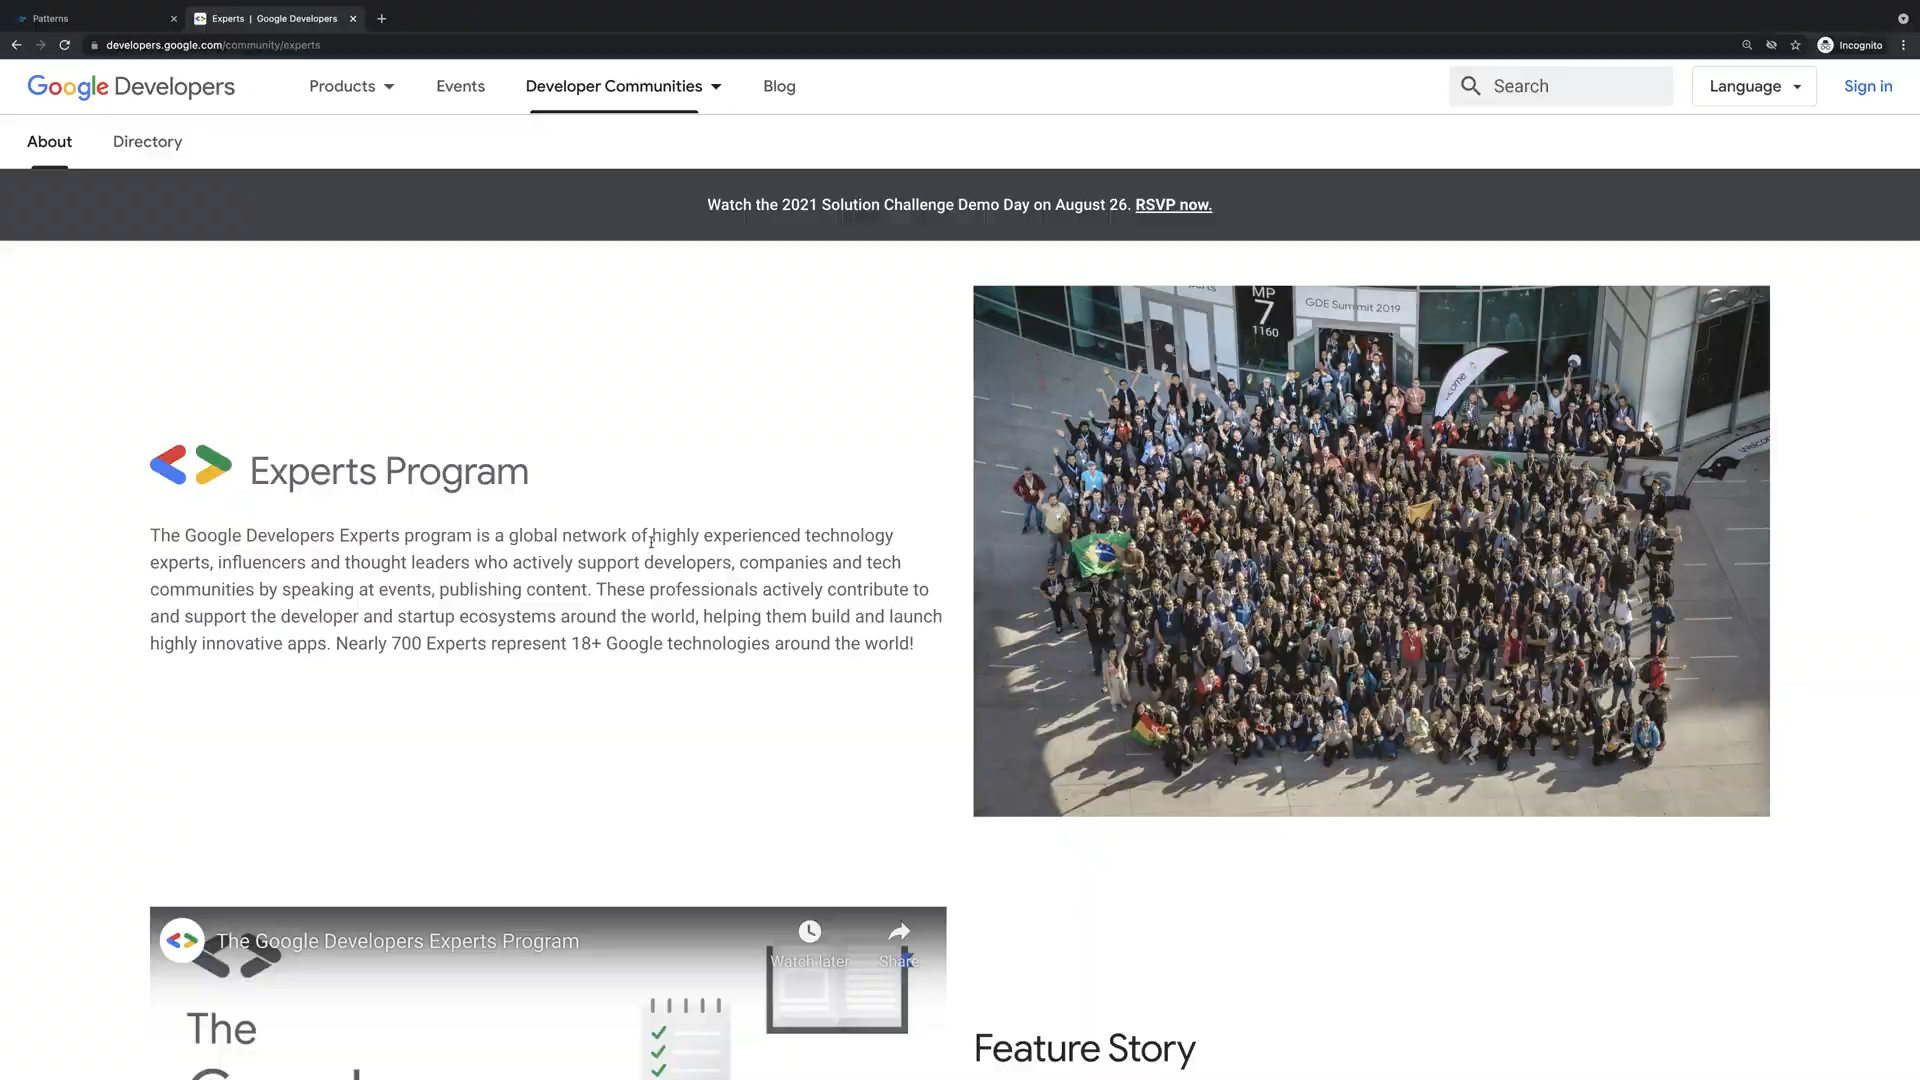 Patterns
Experts | Google Developers
developers.google.com/community/experts
Incognito
Google Developers
Products
Events
Developer Communities
Blog
Search
Language
Sign in
About
Directory
Watch the 2021 Solution Challenge Demo Day on August 26. RSVP now.
MP
7
1160
GDE Summit 2019
Experts Program
The Google Developers Experts program is a global network of highly experienced technology
experts, influencers and thought leaders who actively support developers, companies and tech
communities by speaking at events, publishing content. These professionals actively contribute to
and support the developer and startup ecosystems around the world, helping them build and launch
highly innovative apps. Nearly 700 Experts represent 18+ Google technologies around the world!
The Google Developers Experts Program
Watch later
Share
The
Feature Story